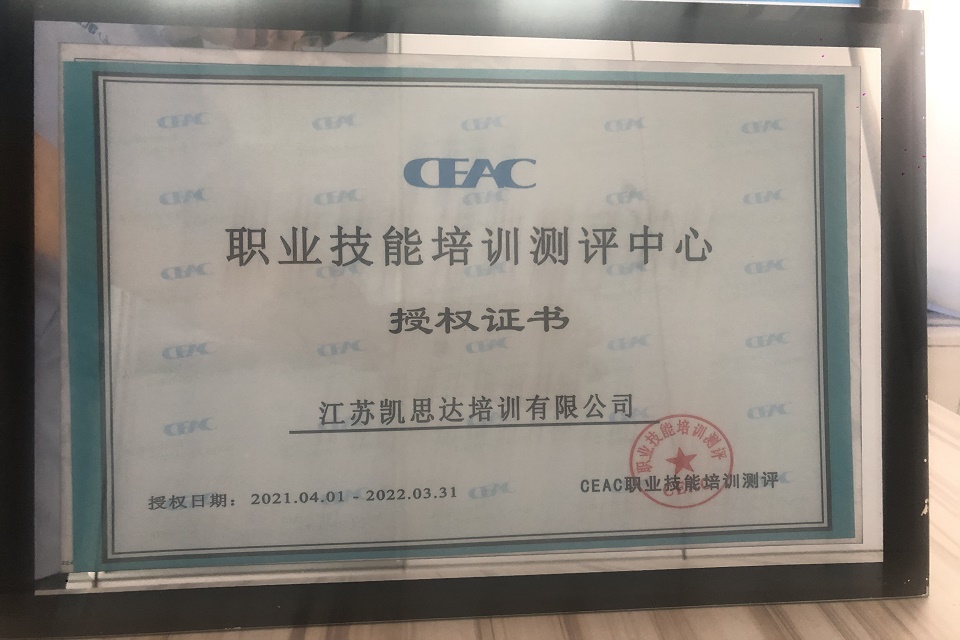 CEAC
职业技能培训测评中心
授权证书
江苏凯思达培训有限公司
职业技能培训测评
CEAC
授权日期：2021.04.01 - 2022.03.31
CEAC职业技能培训测评